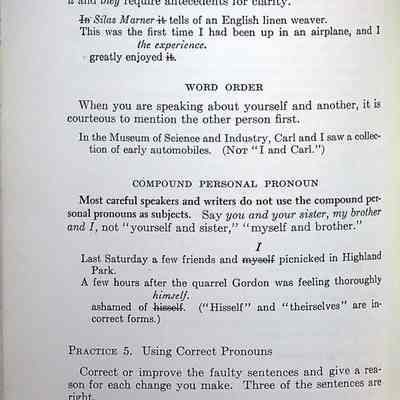 it and they require antecedents for clarity.
In Silas Marner it tells of an English linen weaver.
This was the first time I had been up in an airplane, and I
the experience.
greatly enjoyed it.
WORD ORDER
When you are speaking about yourself and another, it is
courteous to mention the other person first.
In the Museum of Science and Industry, Carl and I saw a collec-
tion of early automobiles. (NOT "I and Carl.")
COMPOUND PERSONAL PRONOUN
Most careful speakers and writers do not use the compound per-
sonal pronouns as subjects. Say you and your sister, my brother
and I, not "yourself and sister," "myself and brother."
I
Last Saturday a few friends and myself picnicked in Highland
Park.
A few hours after the quarrel Gordon was feeling thoroughly
himself.
ashamed of hisself. ("Hisself" and "theirselves" are in-
correct forms.)
PRACTICE 5. Using Correct Pronouns
Correct or improve the faulty sentences and give a rea-
son for each change you make. Three of the sentences are
right.